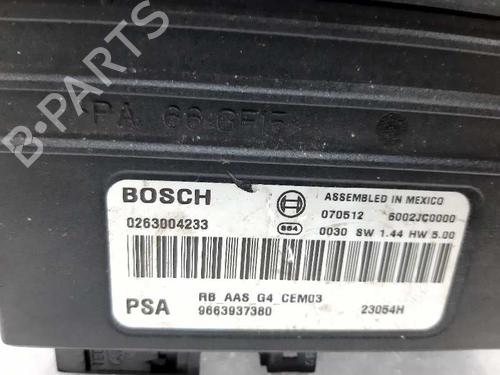 PA 66 GF15
BOSCH
ASSEMBLED IN MEXICO
070512 6002JC0000
0263004233
864
0030 SW 1.44 HW 5.00
PSA
RB_AAS_G4_CEM03
9663937380
23054H
B-PARTS